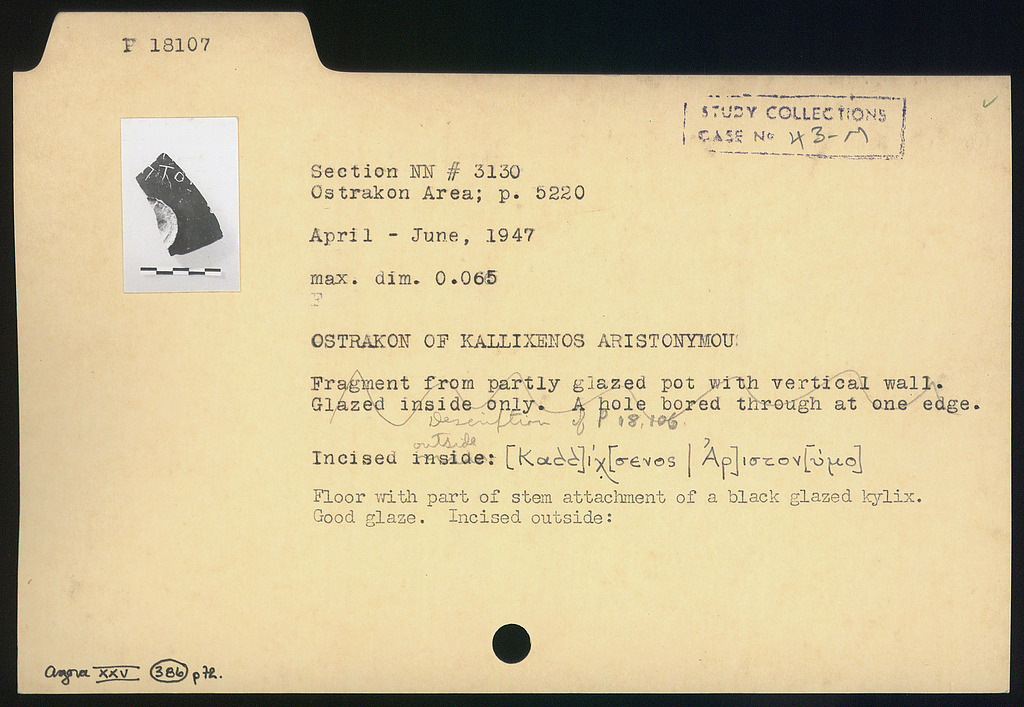 P 18107
STUDY COLLECTIONS
CASE No 43-M
Section NN # 3130
Ostrakon Area; p. 5220
April - June, 1947
max. dim. 0.065
F
OSTRAKON OF KALLIXENOS ARISTONYMOU
Fragment from partly glazed pot with vertical wall.
Glazed inside only. A hole bored through at one edge.
Description of P 18,106.
outside
Incised inside: [Καλλ]ίχ̣[σενος | Ἀρ]ιστον[ύμο]
Floor with part of stem attachment of a black glazed kylix.
Good glaze. Incised outside:
Agora XXV 386 p 72.